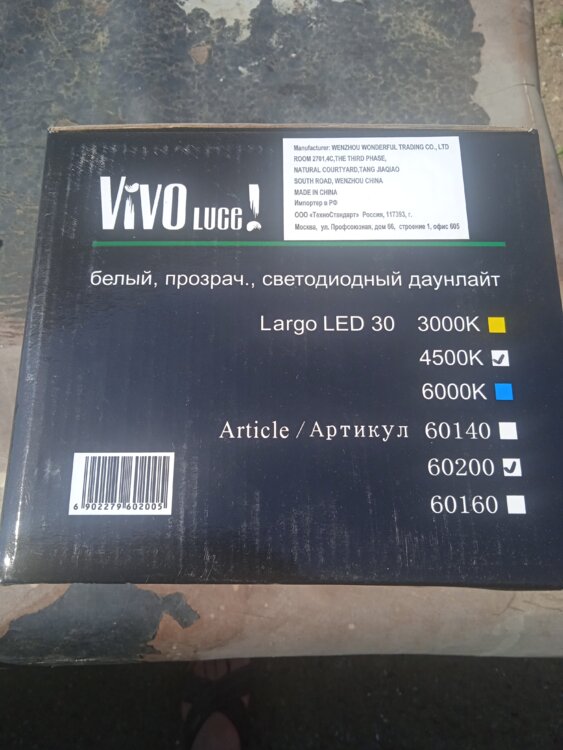 Vivo Luce!
Manufacturer: WENZHOU WONDERFUL TRADING CO., LTD
ROOM 2701,4C,THE THIRD PHASE,
NATURAL COURTYARD,TANG JIAQIAO
SOUTH ROAD, WENZHOU CHINA
MADE IN CHINA
Импортер в РФ
ООО «ТехноСтандарт» Россия, 117393, г.
Москва, ул. Профсоюзная, дом 66, строение 1, офис 605
белый, прозрач., светодиодный даунлайт
Largo LED 30 3000K
4500K
6000K
Article / Артикул 60140
60200
60160
6 902279 602005